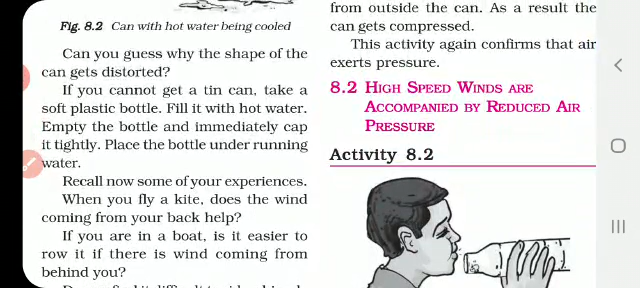 Fig. 8.2 Can with hot water being cooled
Can you guess why the shape of the
can gets distorted?
If you cannot get a tin can, take a
soft plastic bottle. Fill it with hot water.
Empty the bottle and immediately cap
it tightly. Place the bottle under running
water.
Recall now some of your experiences.
When you fly a kite, does the wind
coming from your back help?
If you are in a boat, is it easier to
row it if there is wind coming from
behind you?
from outside the can. As a result the
can gets compressed.
This activity again confirms that air
exerts pressure.
8.2 HIGH SPEED WINDS ARE
ACCOMPANIED BY REDUCED AIR
PRESSURE
Activity 8.2